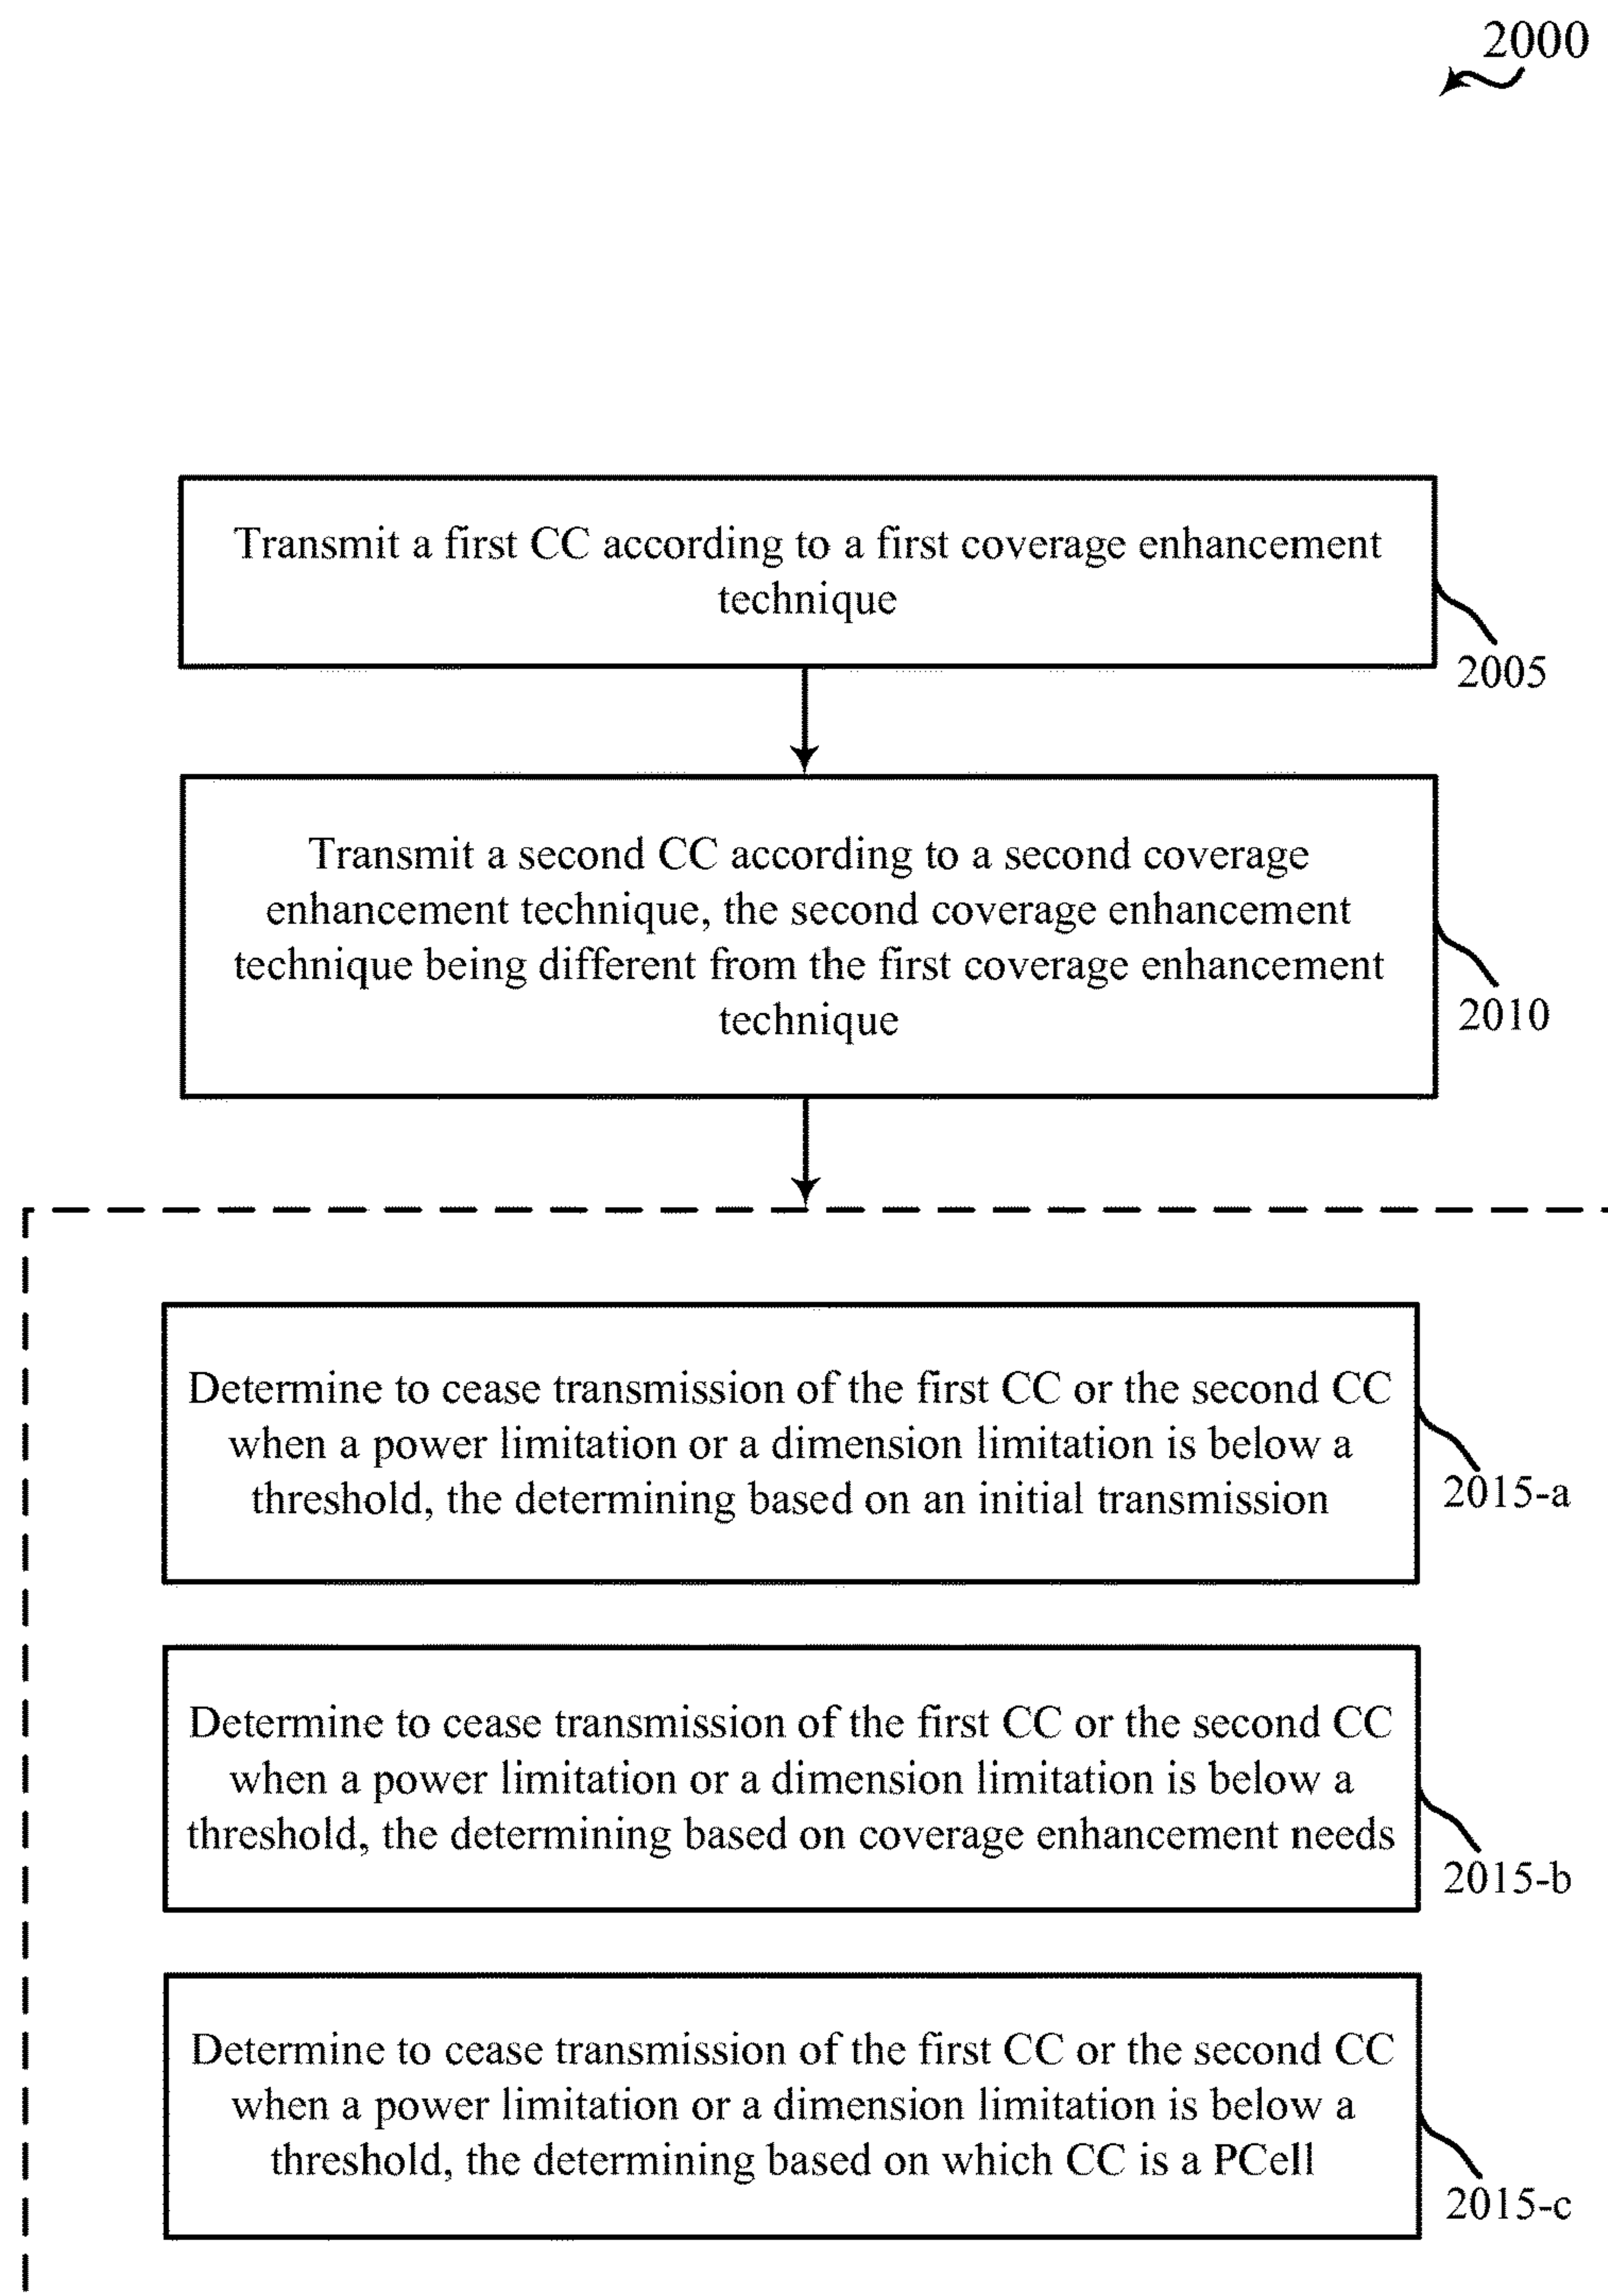 2000
Transmit a first CC according to a first coverage enhancement
technique
2005
Transmit a second CC according to a second coverage
enhancement technique, the second coverage enhancement
technique being different from the first coverage enhancement
technique
2010
Determine to cease transmission of the first CC or the second CC
when a power limitation or a dimension limitation is below a
threshold, the determining based on an initial transmission
2015-a
Determine to cease transmission of the first CC or the second CC
when a power limitation or a dimension limitation is below a
threshold, the determining based on coverage enhancement needs
2015-b
Determine to cease transmission of the first CC or the second CC
when a power limitation or a dimension limitation is below a
threshold, the determining based on which CC is a PCell
2015-c